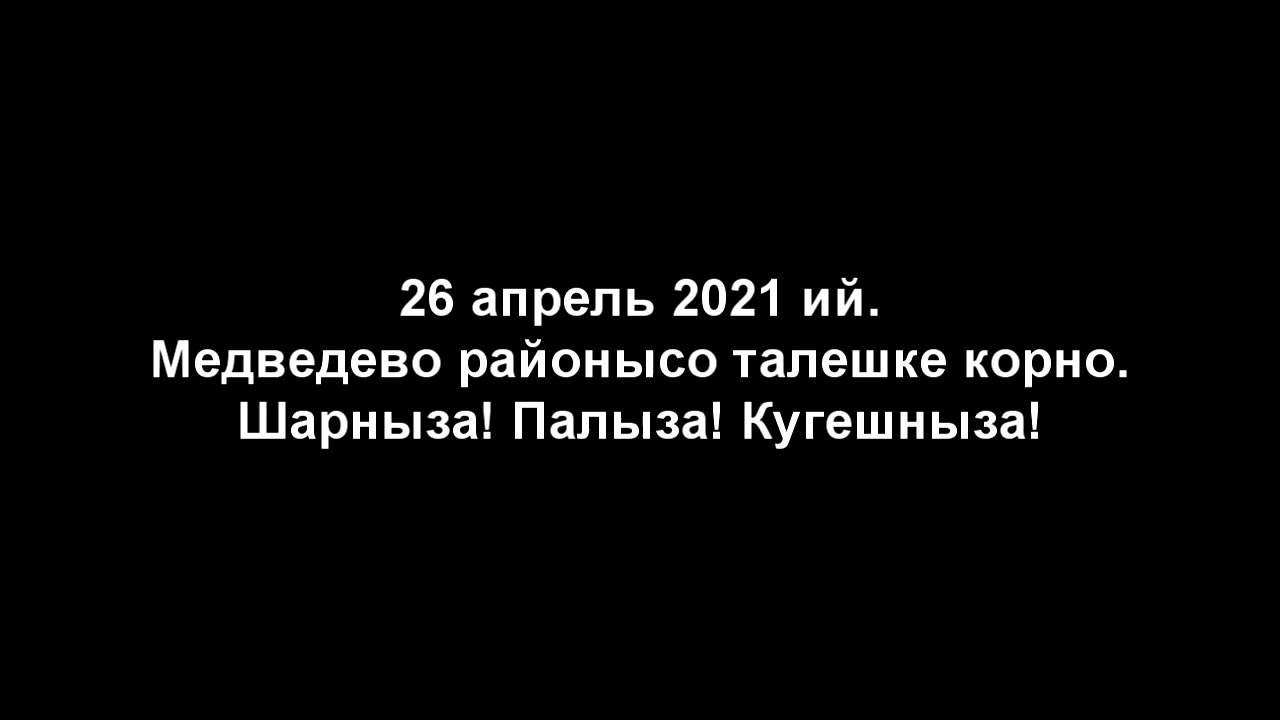 26 апрель 2021 ий.
Медведево районысо талешке корно.
Шарныза! Палыза! Кугешныза!